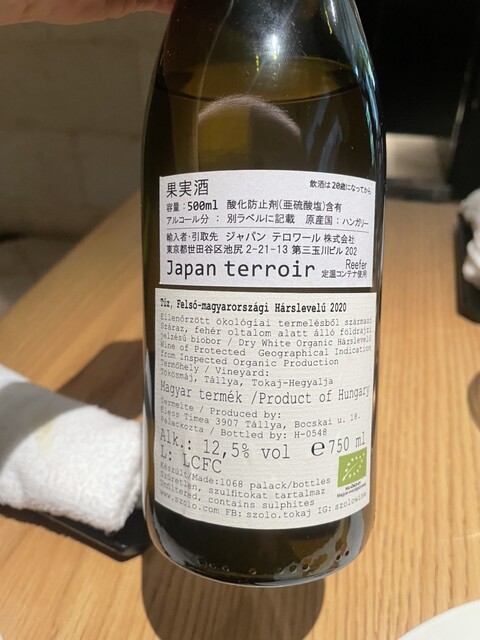 果実酒 飲酒は20歳になってから
容量:500ml 酸化防止剤(亜硫酸塩)含有
アルコール分 : 別ラベルに記載 原産国:ハンガリー
輸入者・引取先 ジャパン テロワール 株式会社
東京都世田谷区池尻 2-21-13 第三玉川ビル 202
Japan terroir Reefer 定温コンテナ使用
Tűz, Felső-magyarországi Hárslevelű 2020
Ellenőrzött ökológiai termelésből származó
Száraz, fehér oltalom alatt álló földrajzi
jelzésű biobor / Dry White Organic Hárslevelű
Wine of Protected Geographical Indication
from Inspected Organic Production
Termőhely / Vineyard:
Tökösmáj, Tállya, Tokaj-Hegyalja
Magyar termék /Product of Hungary
Termelte / Produced by:
Éless Tímea 3907 Tállya, Bocskai u. 18.
Palackozta / Bottled by: H-0548
Alk.: 12,5% vol ℮750 ml
L: LCFC
Készült/Made:1068 palack/bottles
Szűretlen, szulfitokat tartalmaz
Unfiltered, contains sulphites
www.szolo.com FB: szolo.tokaj IG: szolowine